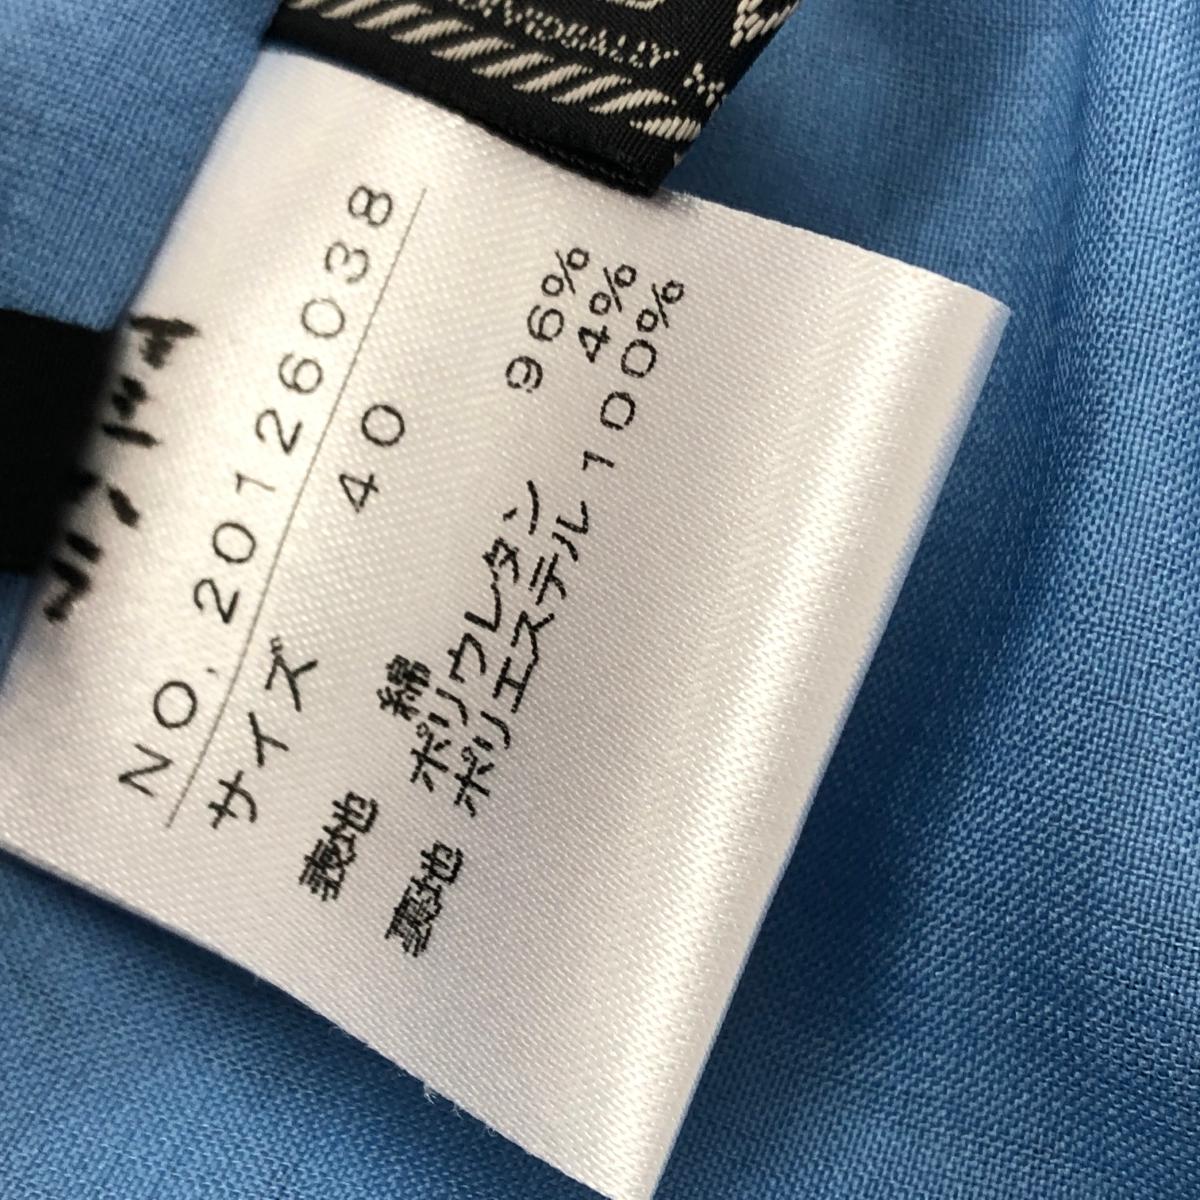 NO. 20126038
サイズ 40
表地 綿 96%
ポリウレタン 4%
裏地 ポリエステル 100%